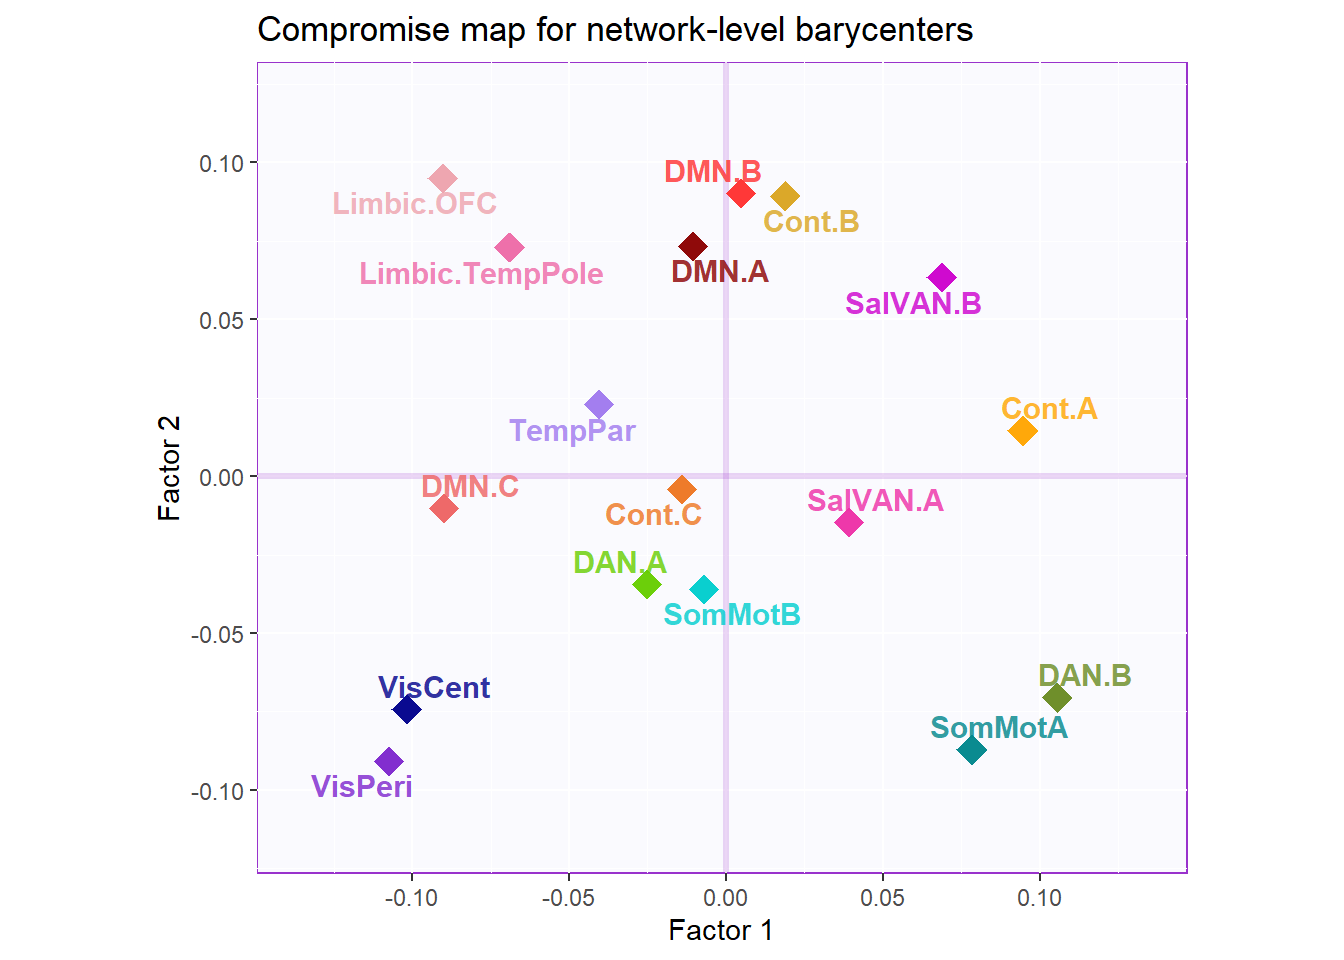 Compromise map for network-level barycenters
DMN.B
Limbic.OFC
Cont.B
DMN.A
Limbic.TempPole
SalVAN.B
Cont.A
TempPar
DMN.C
SalVAN.A
Cont.C
DAN.A
SomMotB
DAN.B
VisCent
SomMotA
VisPeri
0.10
0.05
0.00
-0.05
-0.10
Factor 2
-0.10 -0.05 0.00 0.05 0.10
Factor 1